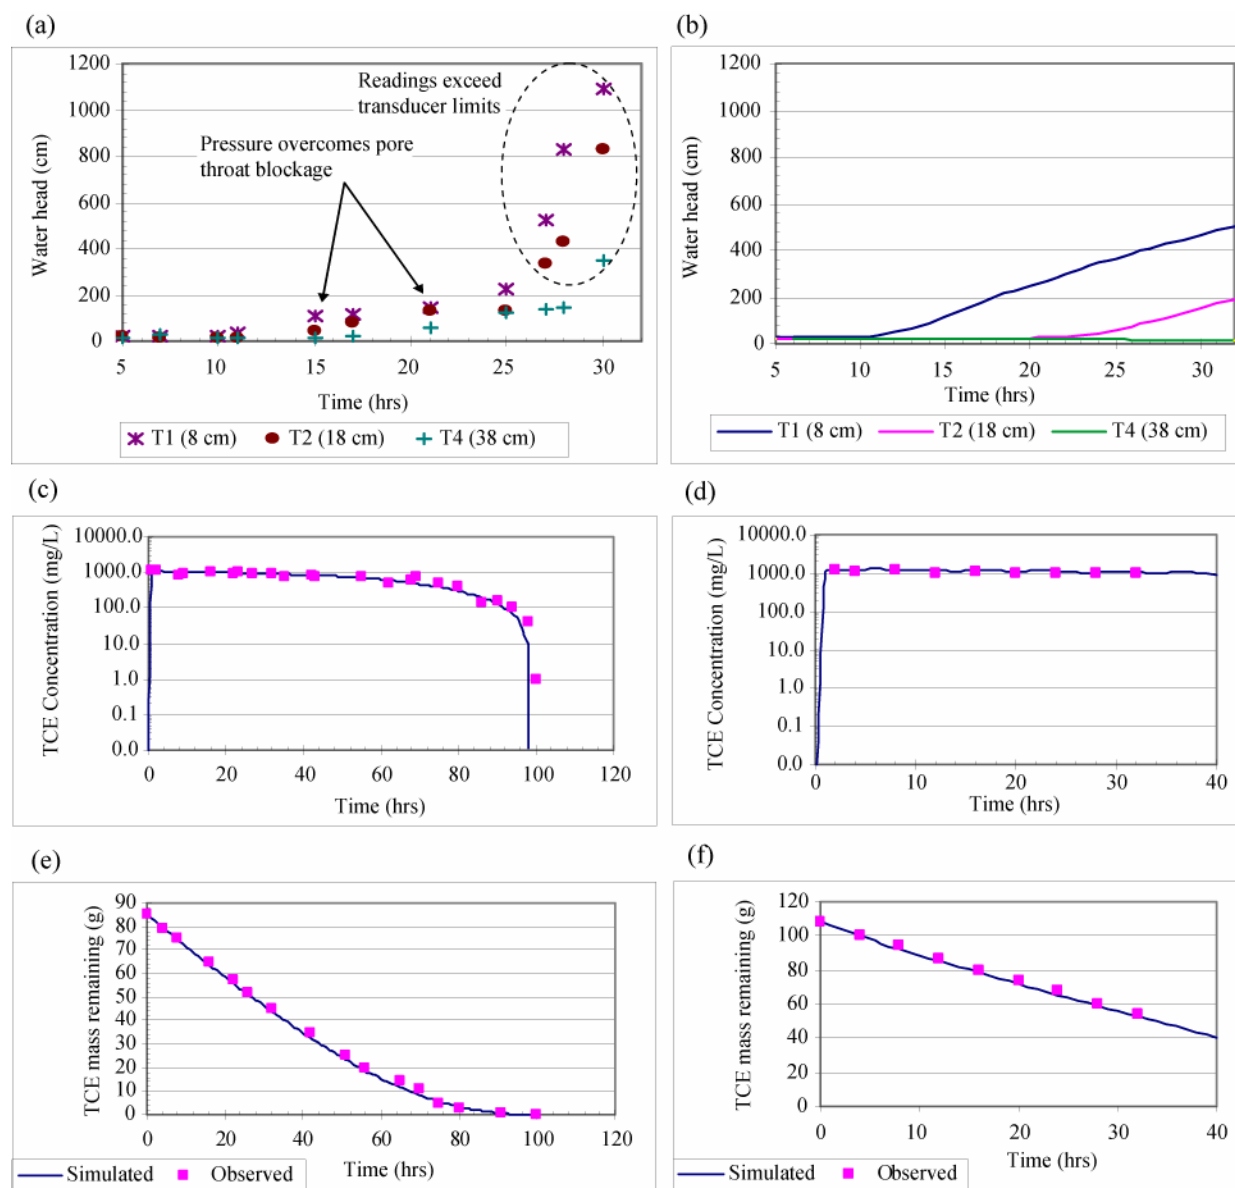 (a)
1200
1000
800
600
400
200
0
Water head (cm)
Readings exceed
transducer limits
Pressure overcomes pore
throat blockage
5 10 15 20 25 30
Time (hrs)
T1 (8 cm) T2 (18 cm) T4 (38 cm)
(b)
1200
1000
800
600
400
200
0
Water head (cm)
5 10 15 20 25 30
Time (hrs)
T1 (8 cm) T2 (18 cm) T4 (38 cm)
(c)
10000.0
1000.0
100.0
10.0
1.0
0.1
0.0
TCE Concentration (mg/L)
0 20 40 60 80 100 120
Time (hrs)
(d)
10000.0
1000.0
100.0
10.0
1.0
0.1
0.0
TCE Concentration (mg/L)
0 10 20 30 40
Time (hrs)
(e)
90
80
70
60
50
40
30
20
10
0
TCE mass remaining (g)
0 20 40 60 80 100 120
Time (hrs)
Simulated Observed
(f)
120
100
80
60
40
20
0
TCE mass remaining (g)
0 10 20 30 40
Time (hrs)
Simulated Observed